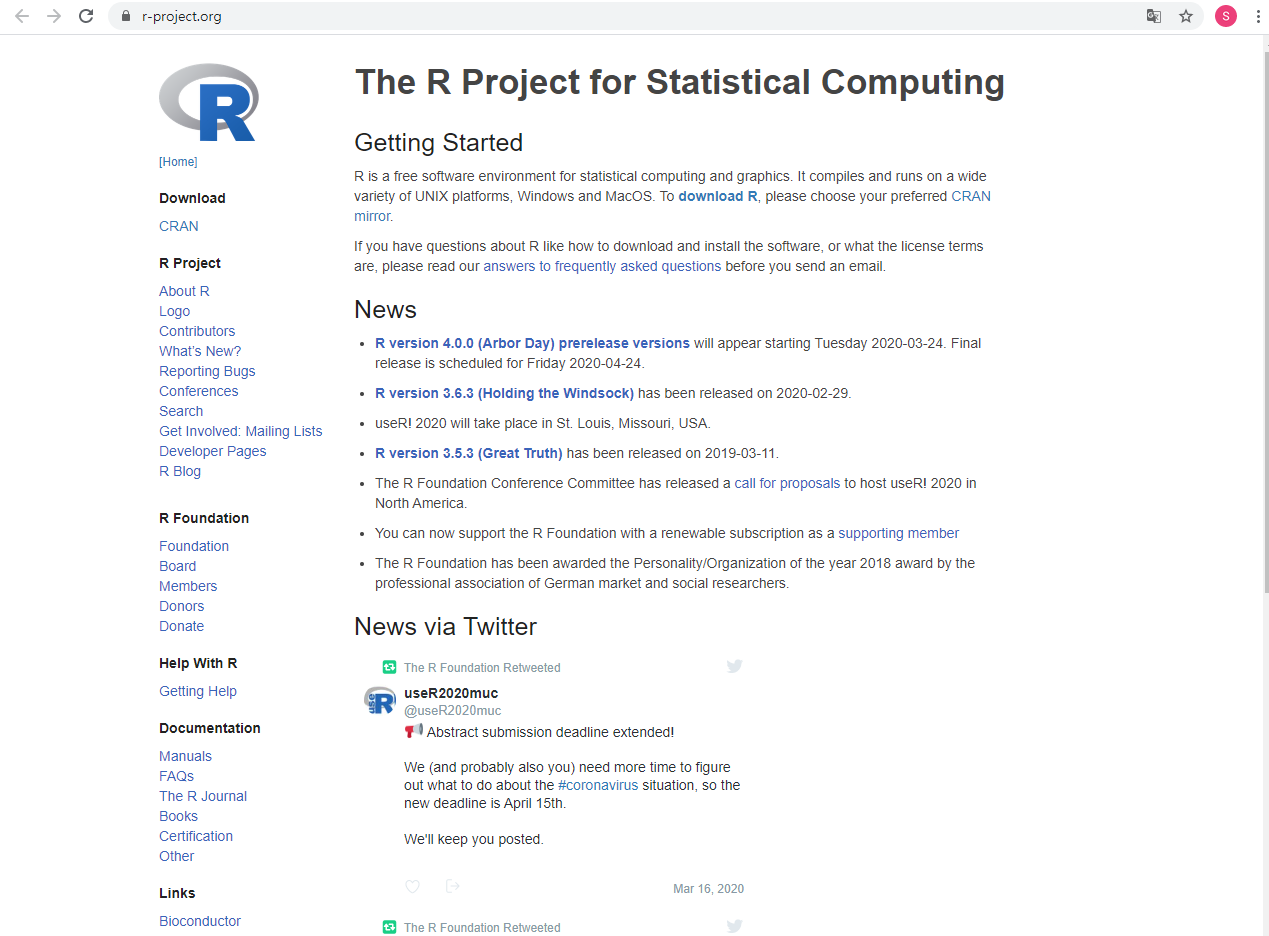 r-project.org
S
R
[Home]
Download
CRAN
R Project
About R
Logo
Contributors
What's New?
Reporting Bugs
Conferences
Search
Get Involved: Mailing Lists
Developer Pages
R Blog
R Foundation
Foundation
Board
Members
Donors
Donate
Help With R
Getting Help
Documentation
Manuals
FAQs
The R Journal
Books
Certification
Other
Links
Bioconductor
The R Project for Statistical Computing
Getting Started
R is a free software environment for statistical computing and graphics. It compiles and runs on a wide
variety of UNIX platforms, Windows and MacOS. To download R, please choose your preferred CRAN
mirror.
If you have questions about R like how to download and install the software, or what the license terms
are, please read our answers to frequently asked questions before you send an email.
News
• R version 4.0.0 (Arbor Day) prerelease versions will appear starting Tuesday 2020-03-24. Final
release is scheduled for Friday 2020-04-24.
• R version 3.6.3 (Holding the Windsock) has been released on 2020-02-29.
• useR! 2020 will take place in St. Louis, Missouri, USA.
• R version 3.5.3 (Great Truth) has been released on 2019-03-11.
• The R Foundation Conference Committee has released a call for proposals to host useR! 2020 in
North America.
• You can now support the R Foundation with a renewable subscription as a supporting member
• The R Foundation has been awarded the Personality/Organization of the year 2018 award by the
professional association of German market and social researchers.
News via Twitter
The R Foundation Retweeted
use R
useR2020muc
@useR2020muc
Abstract submission deadline extended!
We (and probably also you) need more time to figure
out what to do about the #coronavirus situation, so the
new deadline is April 15th.
We'll keep you posted.
Mar 16, 2020
The R Foundation Retweeted